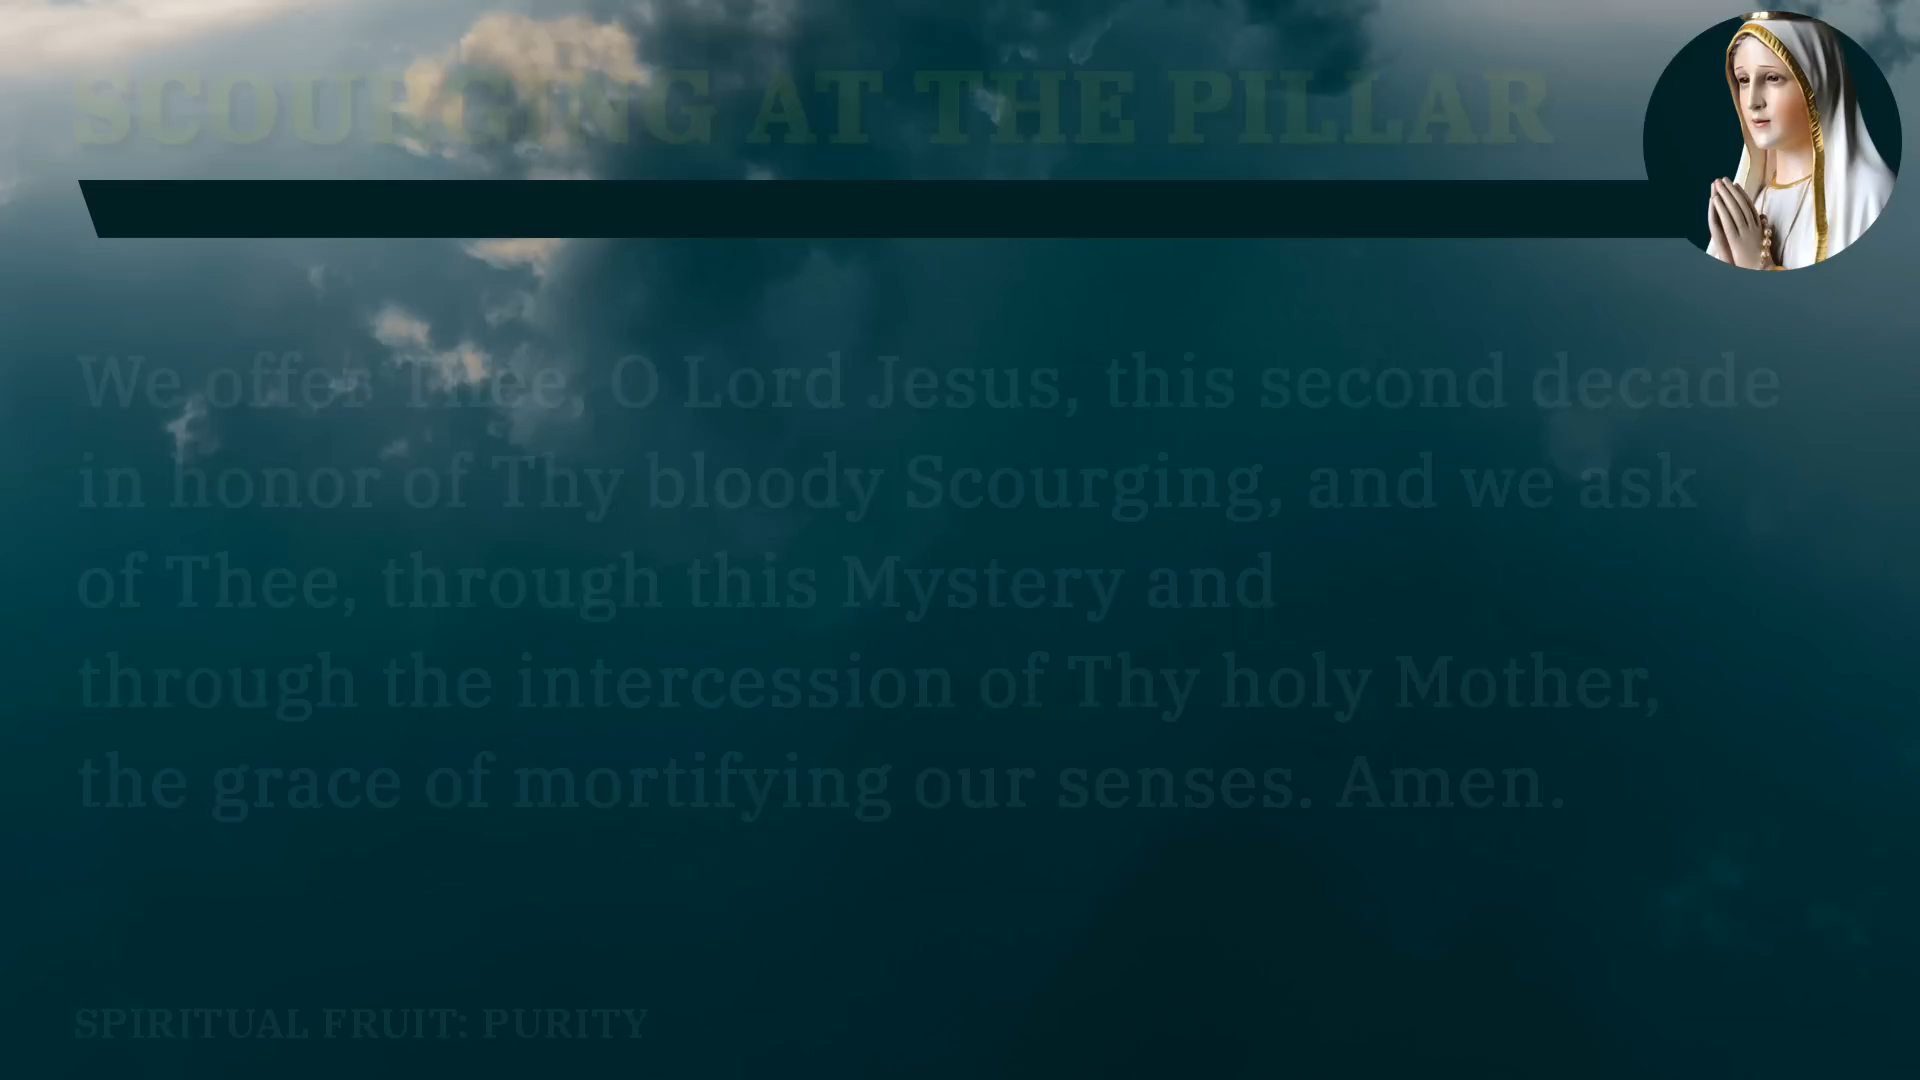 SCOURGING AT THE PILLAR
We offer Thee, O Lord Jesus, this second decade
in honor of Thy bloody Scourging, and we ask
of Thee, through this Mystery and
through the intercession of Thy holy Mother,
the grace of mortifying our senses. Amen.
SPIRITUAL FRUIT: PURITY